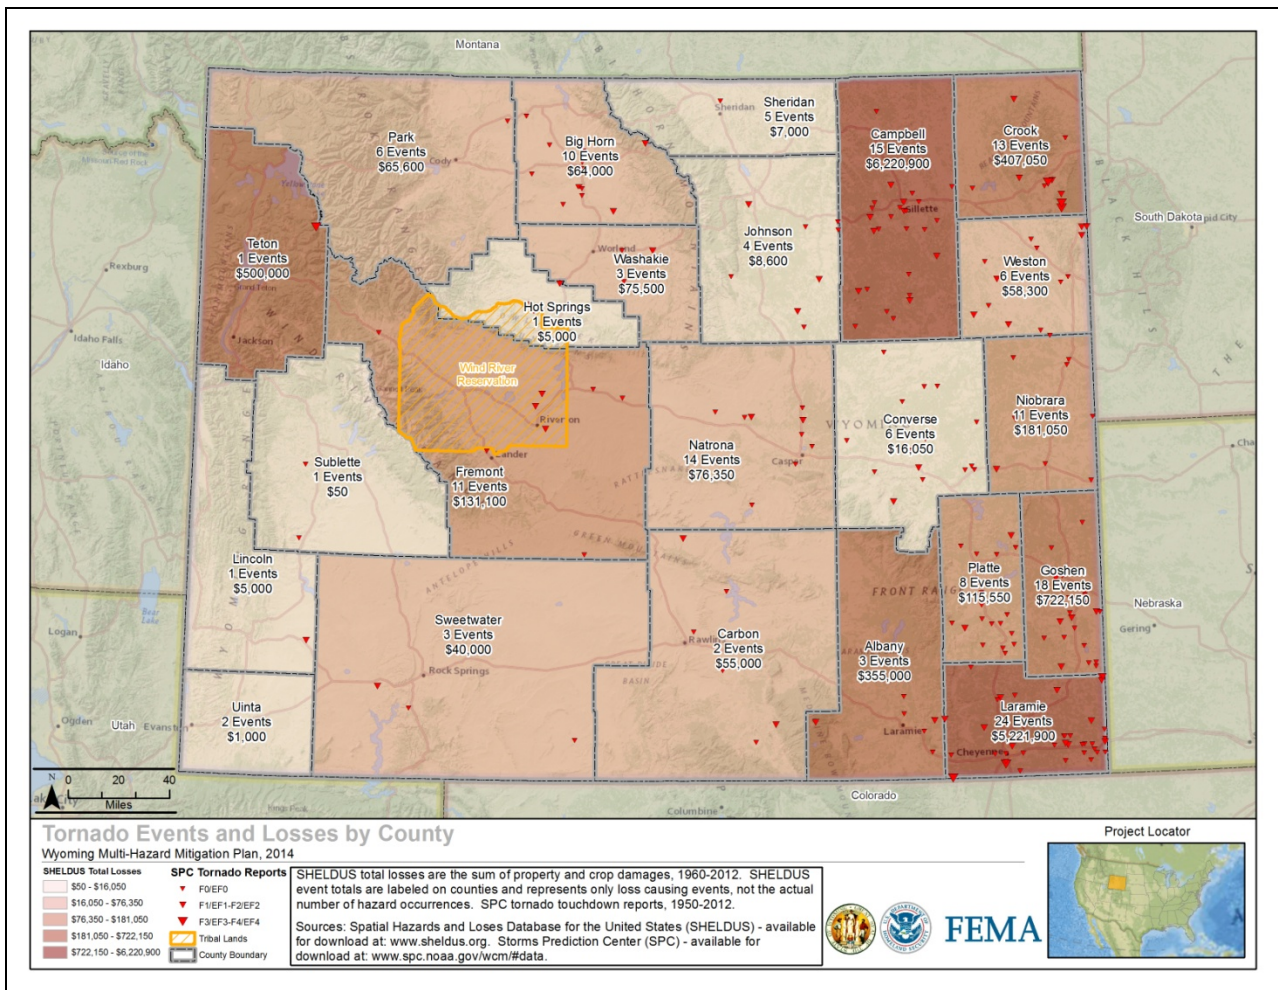 Montana
Sheridan
Sheridan
5 Events
$7,000
Campbell
15 Events
$6,220,900
Crook
13 Events
$407,050
Park
6 Events
$65,600
Cody
Big Horn
10 Events
$64,000
Gillette
South Dakota
pid City
BLACK HILLS
Teton
1 Events
$500,000
Rexburg
Johnson
4 Events
$8,600
Worland
Washakie
3 Events
$75,500
Weston
6 Events
$58,300
Hot Springs
1 Events
$5,000
Jackson
Idaho Falls
Idaho
Wind River
Reservation
Riverton
Lander
Niobrara
11 Events
$181,050
Converse
6 Events
$16,050
WYOMI
Natrona
14 Events
$76,350
Casper
Sublette
1 Events
$50
Fremont
11 Events
$131,100
ANTELOPE HILLS
GREEN MOUNTAINS
Lincoln
1 Events
$5,000
Platte
8 Events
$115,550
Goshen
18 Events
$722,150
FRONT RA
Nebraska
Gering
Bear
Lake
Logan
Sweetwater
3 Events
$40,000
Rock Springs
Rawlins
Carbon
2 Events
$55,000
BASIN
Albany
3 Events
$355,000
Laramie
Uinta
2 Events
$1,000
Evanston
Utah
Ogden
Laramie
24 Events
$5,221,900
Cheyenne
Colorado
Columbine
N
0 20 40
Miles
Tornado Events and Losses by County
Wyoming Multi-Hazard Mitigation Plan, 2014
SHELDUS Total Losses
$50 - $16,050
$16,050 - $76,350
$76,350 - $181,050
$181,050 - $722,150
$722,150 - $6,220,900
SPC Tornado Reports
F0/EF0
F1/EF1-F2/EF2
F3/EF3-F4/EF4
Tribal Lands
County Boundary
SHELDUS total losses are the sum of property and crop damages, 1960-2012. SHELDUS
event totals are labeled on counties and represents only loss causing events, not the actual
number of hazard occurrences. SPC tornado touchdown reports, 1950-2012.
Sources: Spatial Hazards and Loses Database for the United States (SHELDUS) - available
for download at: www.sheldus.org. Storms Prediction Center (SPC) - available for
download at: www.spc.noaa.gov/wcm/#data.
FEMA
Project Locator